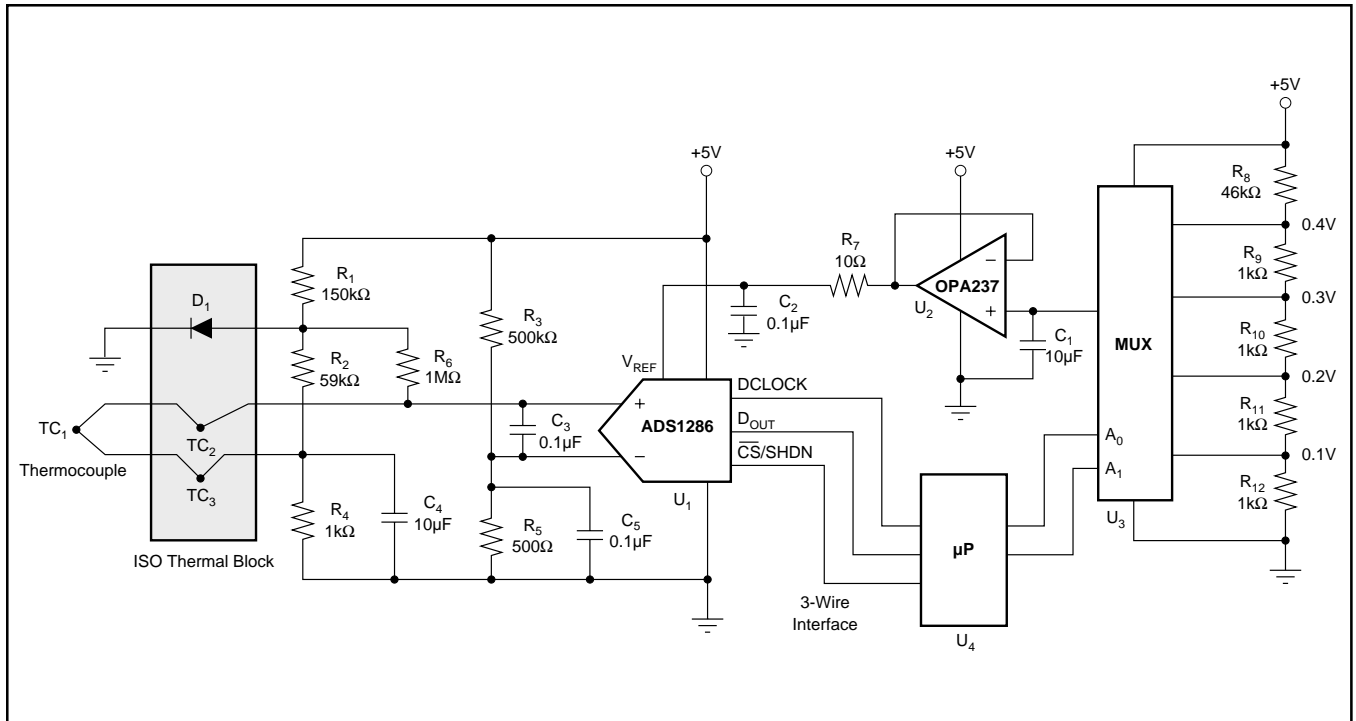 +5V
R8
46kΩ
0.4V
R9
1kΩ
0.3V
R10
1kΩ
0.2V
R11
1kΩ
0.1V
R12
1kΩ
MUX
A0
A1
U3
+5V
OPA237
−
+
U2
R7
10Ω
C1
10µF
C2
0.1µF
+5V
VREF
DCLOCK
DOUT
CS/SHDN
ADS1286
+
−
U1
R1
150kΩ
D1
R2
59kΩ
R6
1MΩ
R3
500kΩ
C3
0.1µF
TC1
Thermocouple
TC2
TC3
R4
1kΩ
C4
10µF
R5
500Ω
C5
0.1µF
ISO Thermal Block
µP
3-Wire
Interface
U4